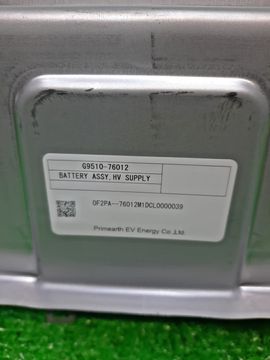 G9510-76012
BATTERY ASSY, HV SUPPLY
0F2PA--76012M1DCL0000039
Primearth EV Energy Co.,Ltd.